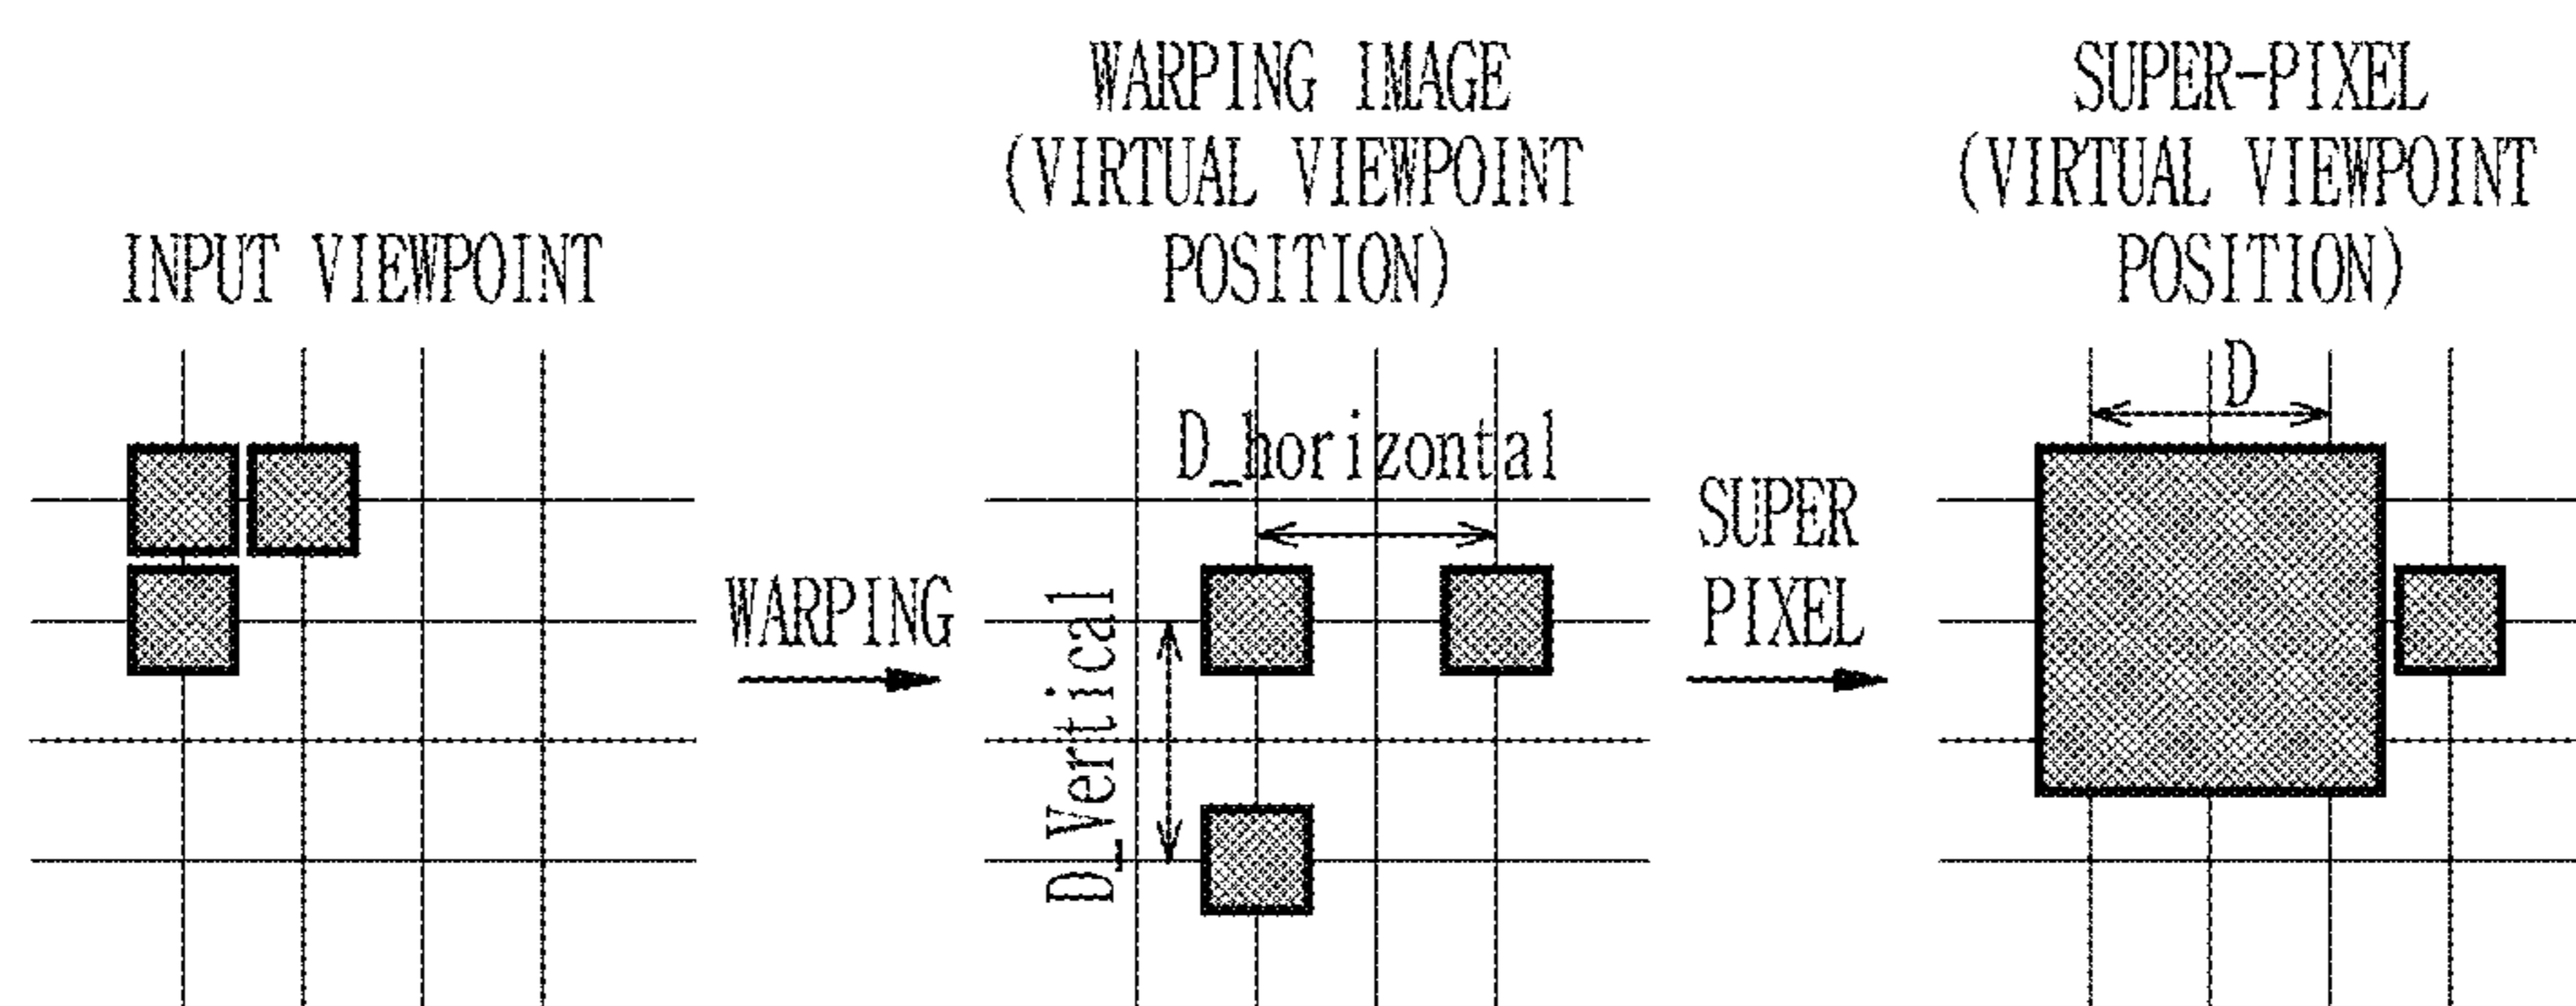 INPUT VIEWPOINT
WARPING
WARPING IMAGE
(VIRTUAL VIEWPOINT
POSITION)
D_horizontal
D_Vertical
SUPER
PIXEL
SUPER-PIXEL
(VIRTUAL VIEWPOINT
POSITION)
D